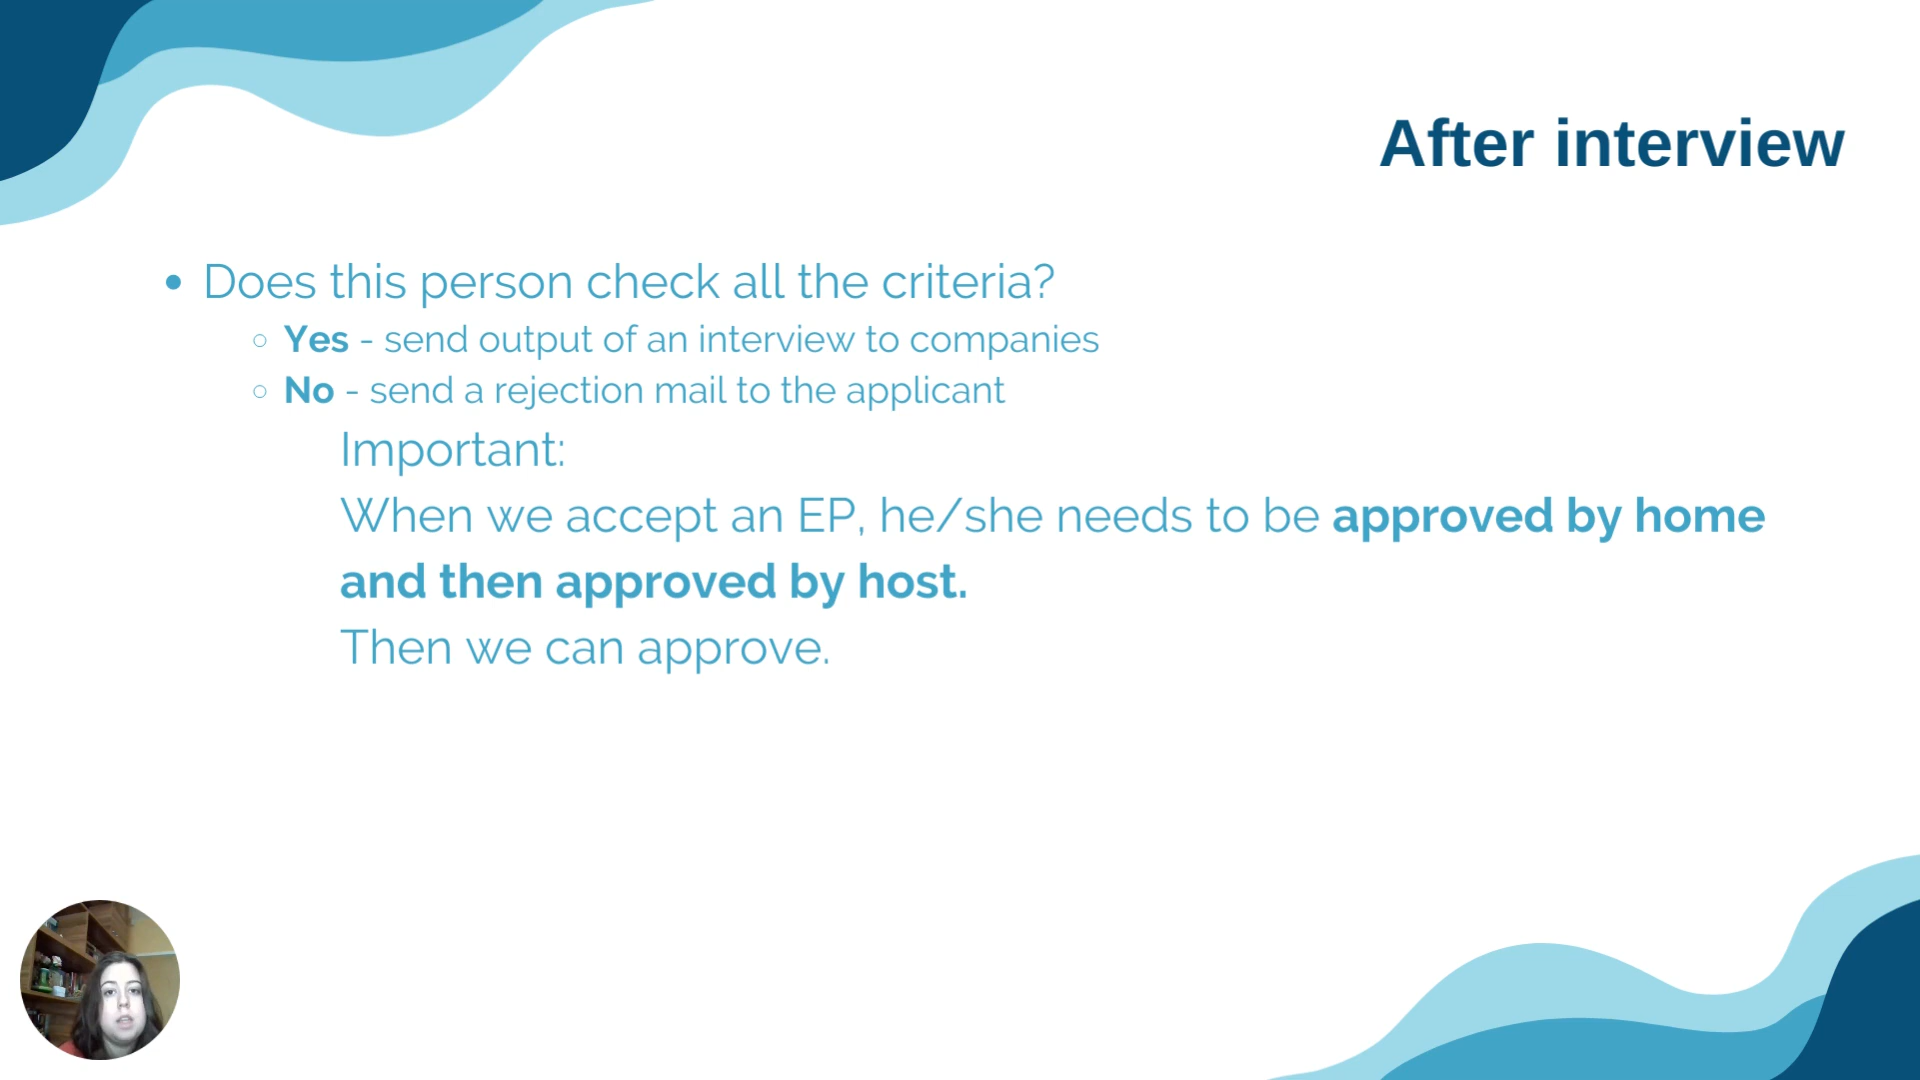 After interview
• Does this person check all the criteria?
◦ Yes - send output of an interview to companies
◦ No - send a rejection mail to the applicant
Important:
When we accept an EP, he/she needs to be approved by home
and then approved by host.
Then we can approve.